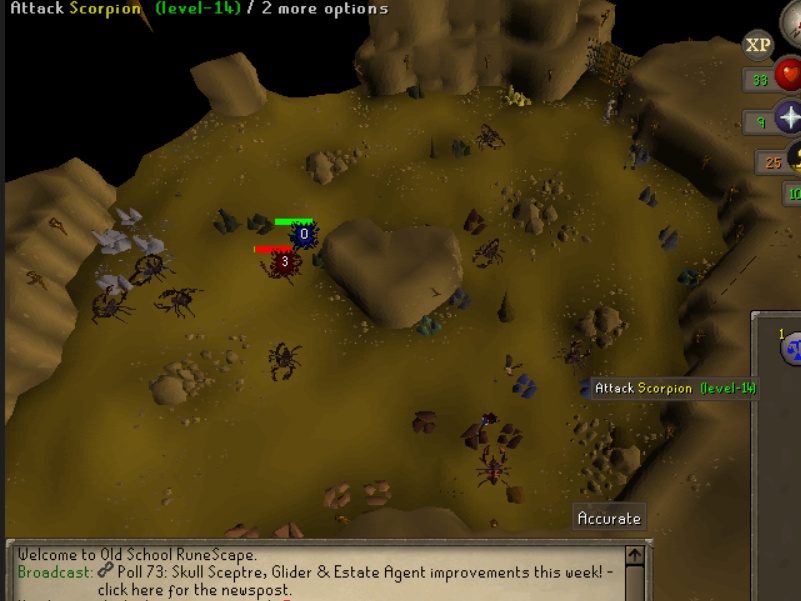 Attack Scorpion (level-14) / 2 more options
XP
33
9
25
10
0
3
1
Attack Scorpion (level-14)
Accurate
Welcome to Old School RuneScape.
Broadcast: Poll 73: Skull Sceptre, Glider & Estate Agent improvements this week! -
click here for the newspost.